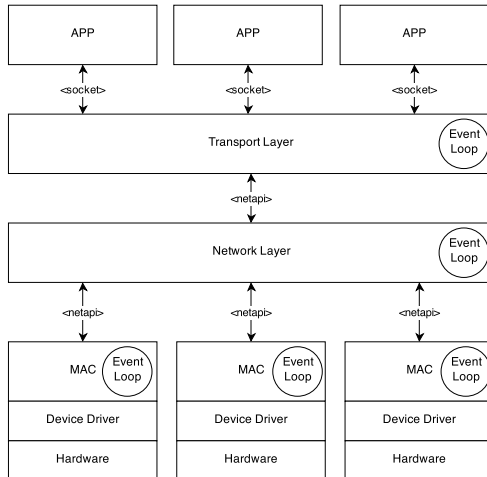 APP APP APP
<socket> <socket> <socket>
Transport Layer
Event
Loop
<netapi>
Network Layer
Event
Loop
<netapi> <netapi> <netapi>
MAC
Event
Loop
MAC
Event
Loop
MAC
Event
Loop
Device Driver Device Driver Device Driver
Hardware Hardware Hardware